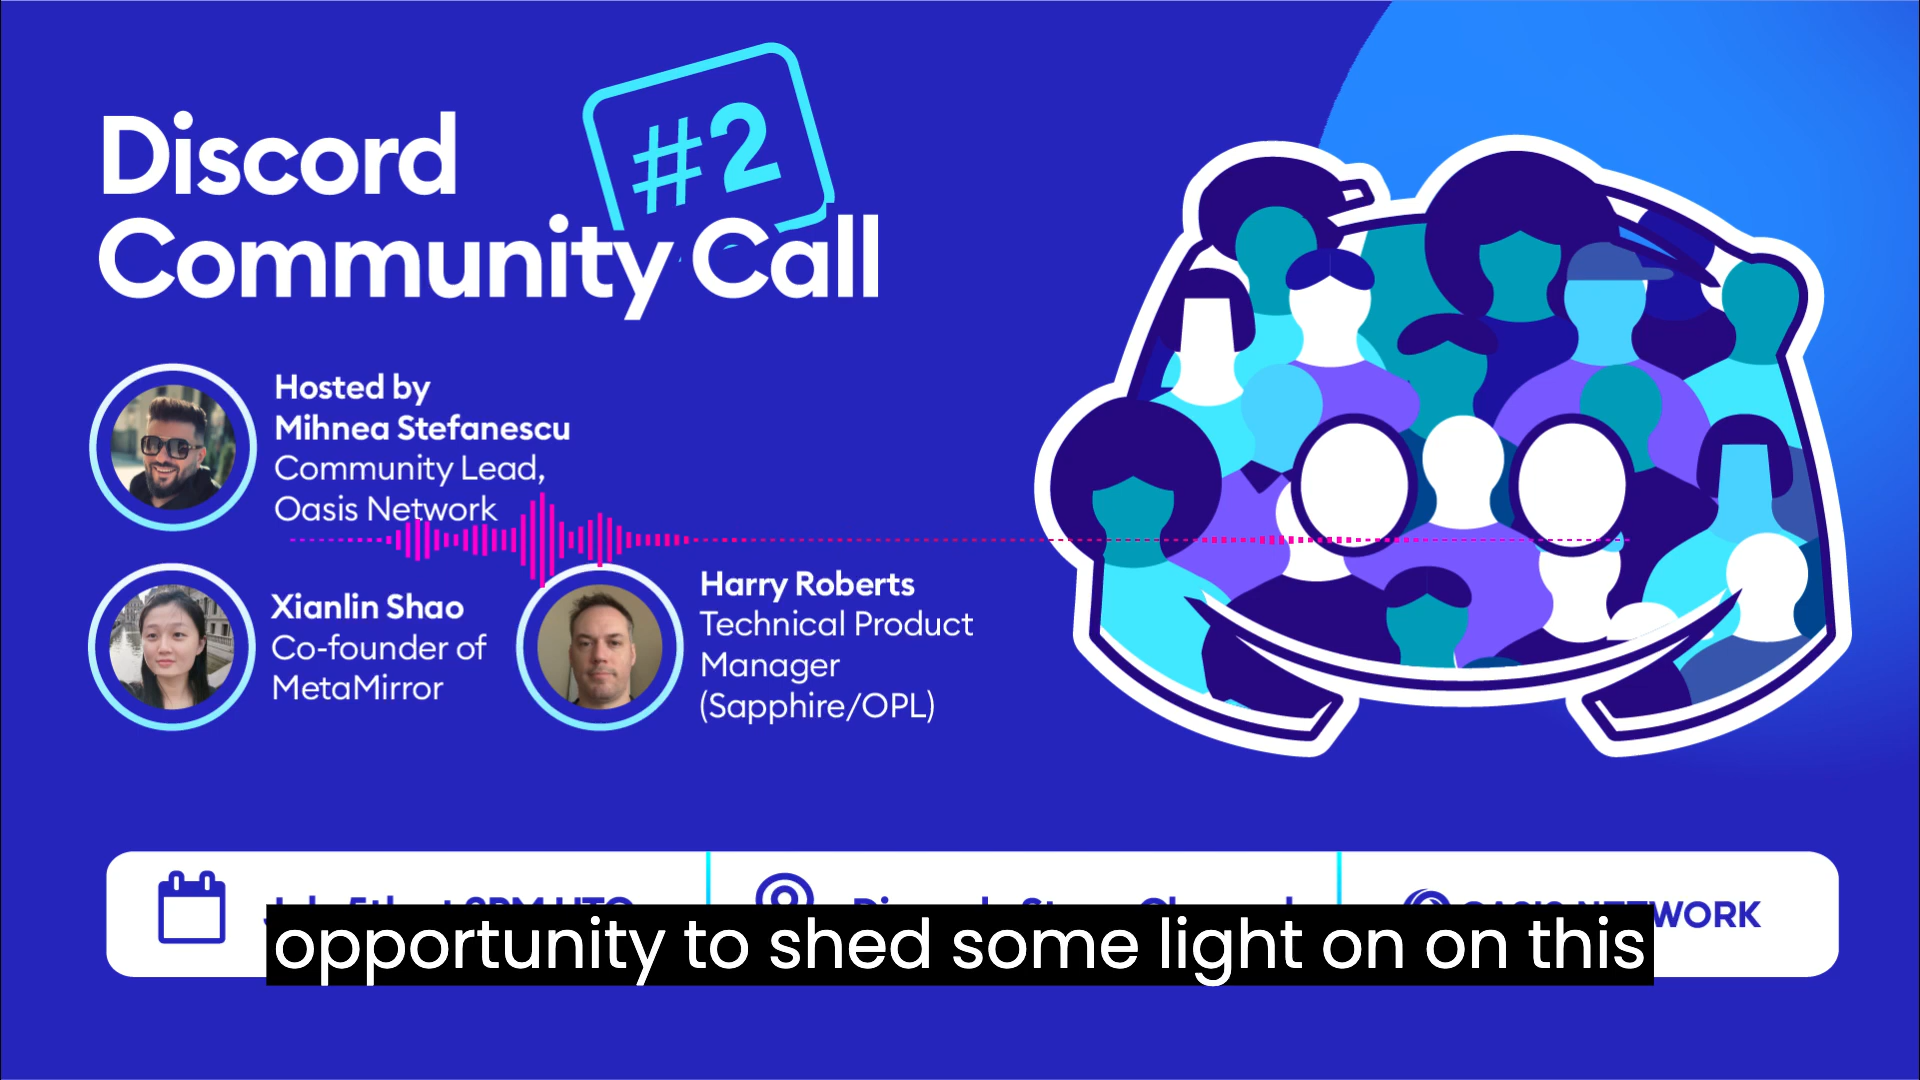 Discord
#2
Community Call
Hosted by
Mihnea Stefanescu
Community Lead,
Oasis Network
Xianlin Shao
Co-founder of
MetaMirror
Harry Roberts
Technical Product
Manager
(Sapphire/OPL)
opportunity to shed some light on on this